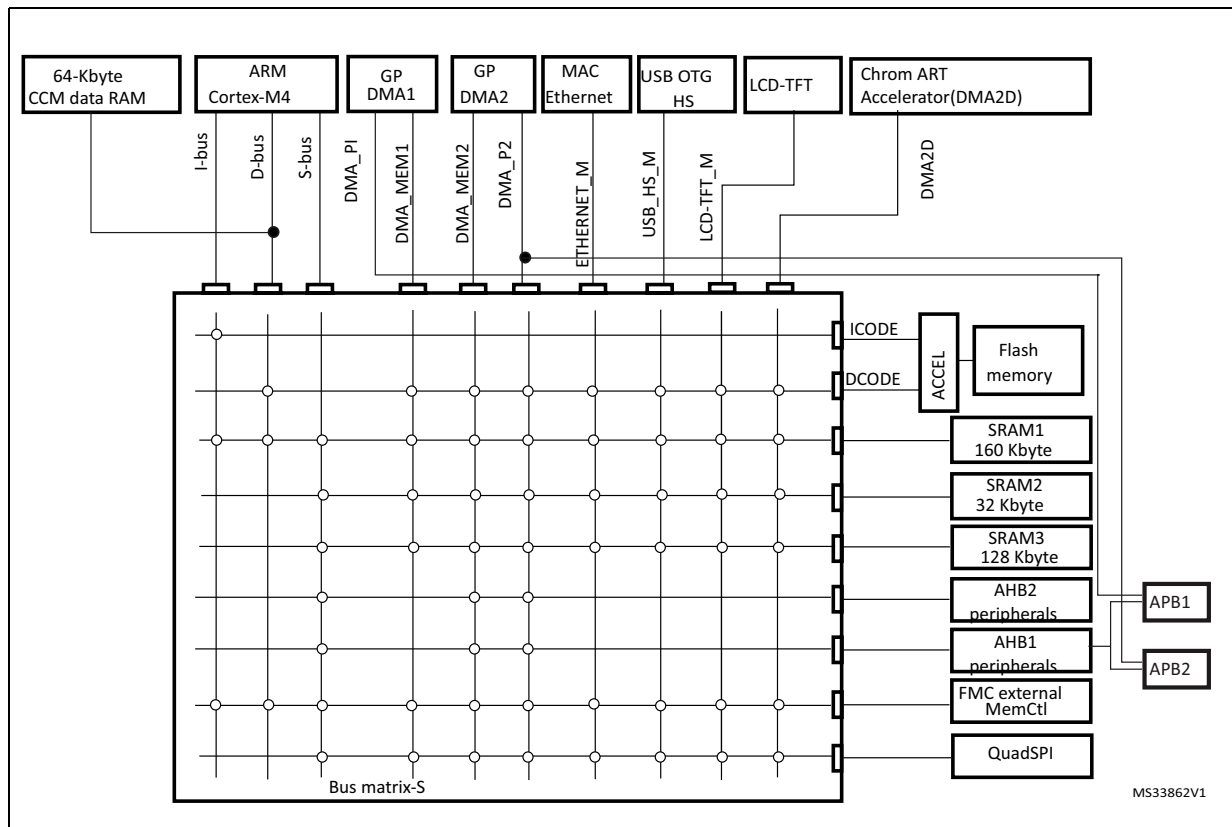 64-Kbyte
CCM data RAM
ARM
Cortex-M4
GP
DMA1
GP
DMA2
MAC
Ethernet
USB OTG
HS
LCD-TFT
Chrom ART
Accelerator(DMA2D)
I-bus
D-bus
S-bus
DMA_PI
DMA_MEM1
DMA_MEM2
DMA_P2
ETHERNET_M
USB_HS_M
LCD-TFT_M
DMA2D
ICODE
DCODE
ACCEL
Flash
memory
SRAM1
160 Kbyte
SRAM2
32 Kbyte
SRAM3
128 Kbyte
AHB2
peripherals
AHB1
peripherals
APB1
APB2
FMC external
MemCtl
QuadSPI
Bus matrix-S
MS33862V1